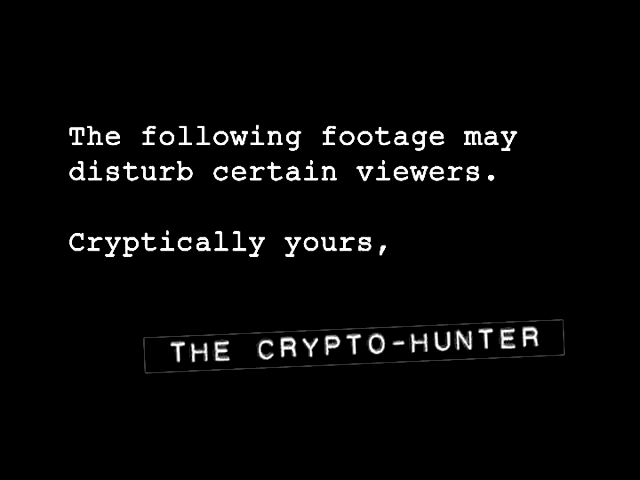 The following footage may
disturb certain viewers.
Cryptically yours,
THE CRYPTO-HUNTER